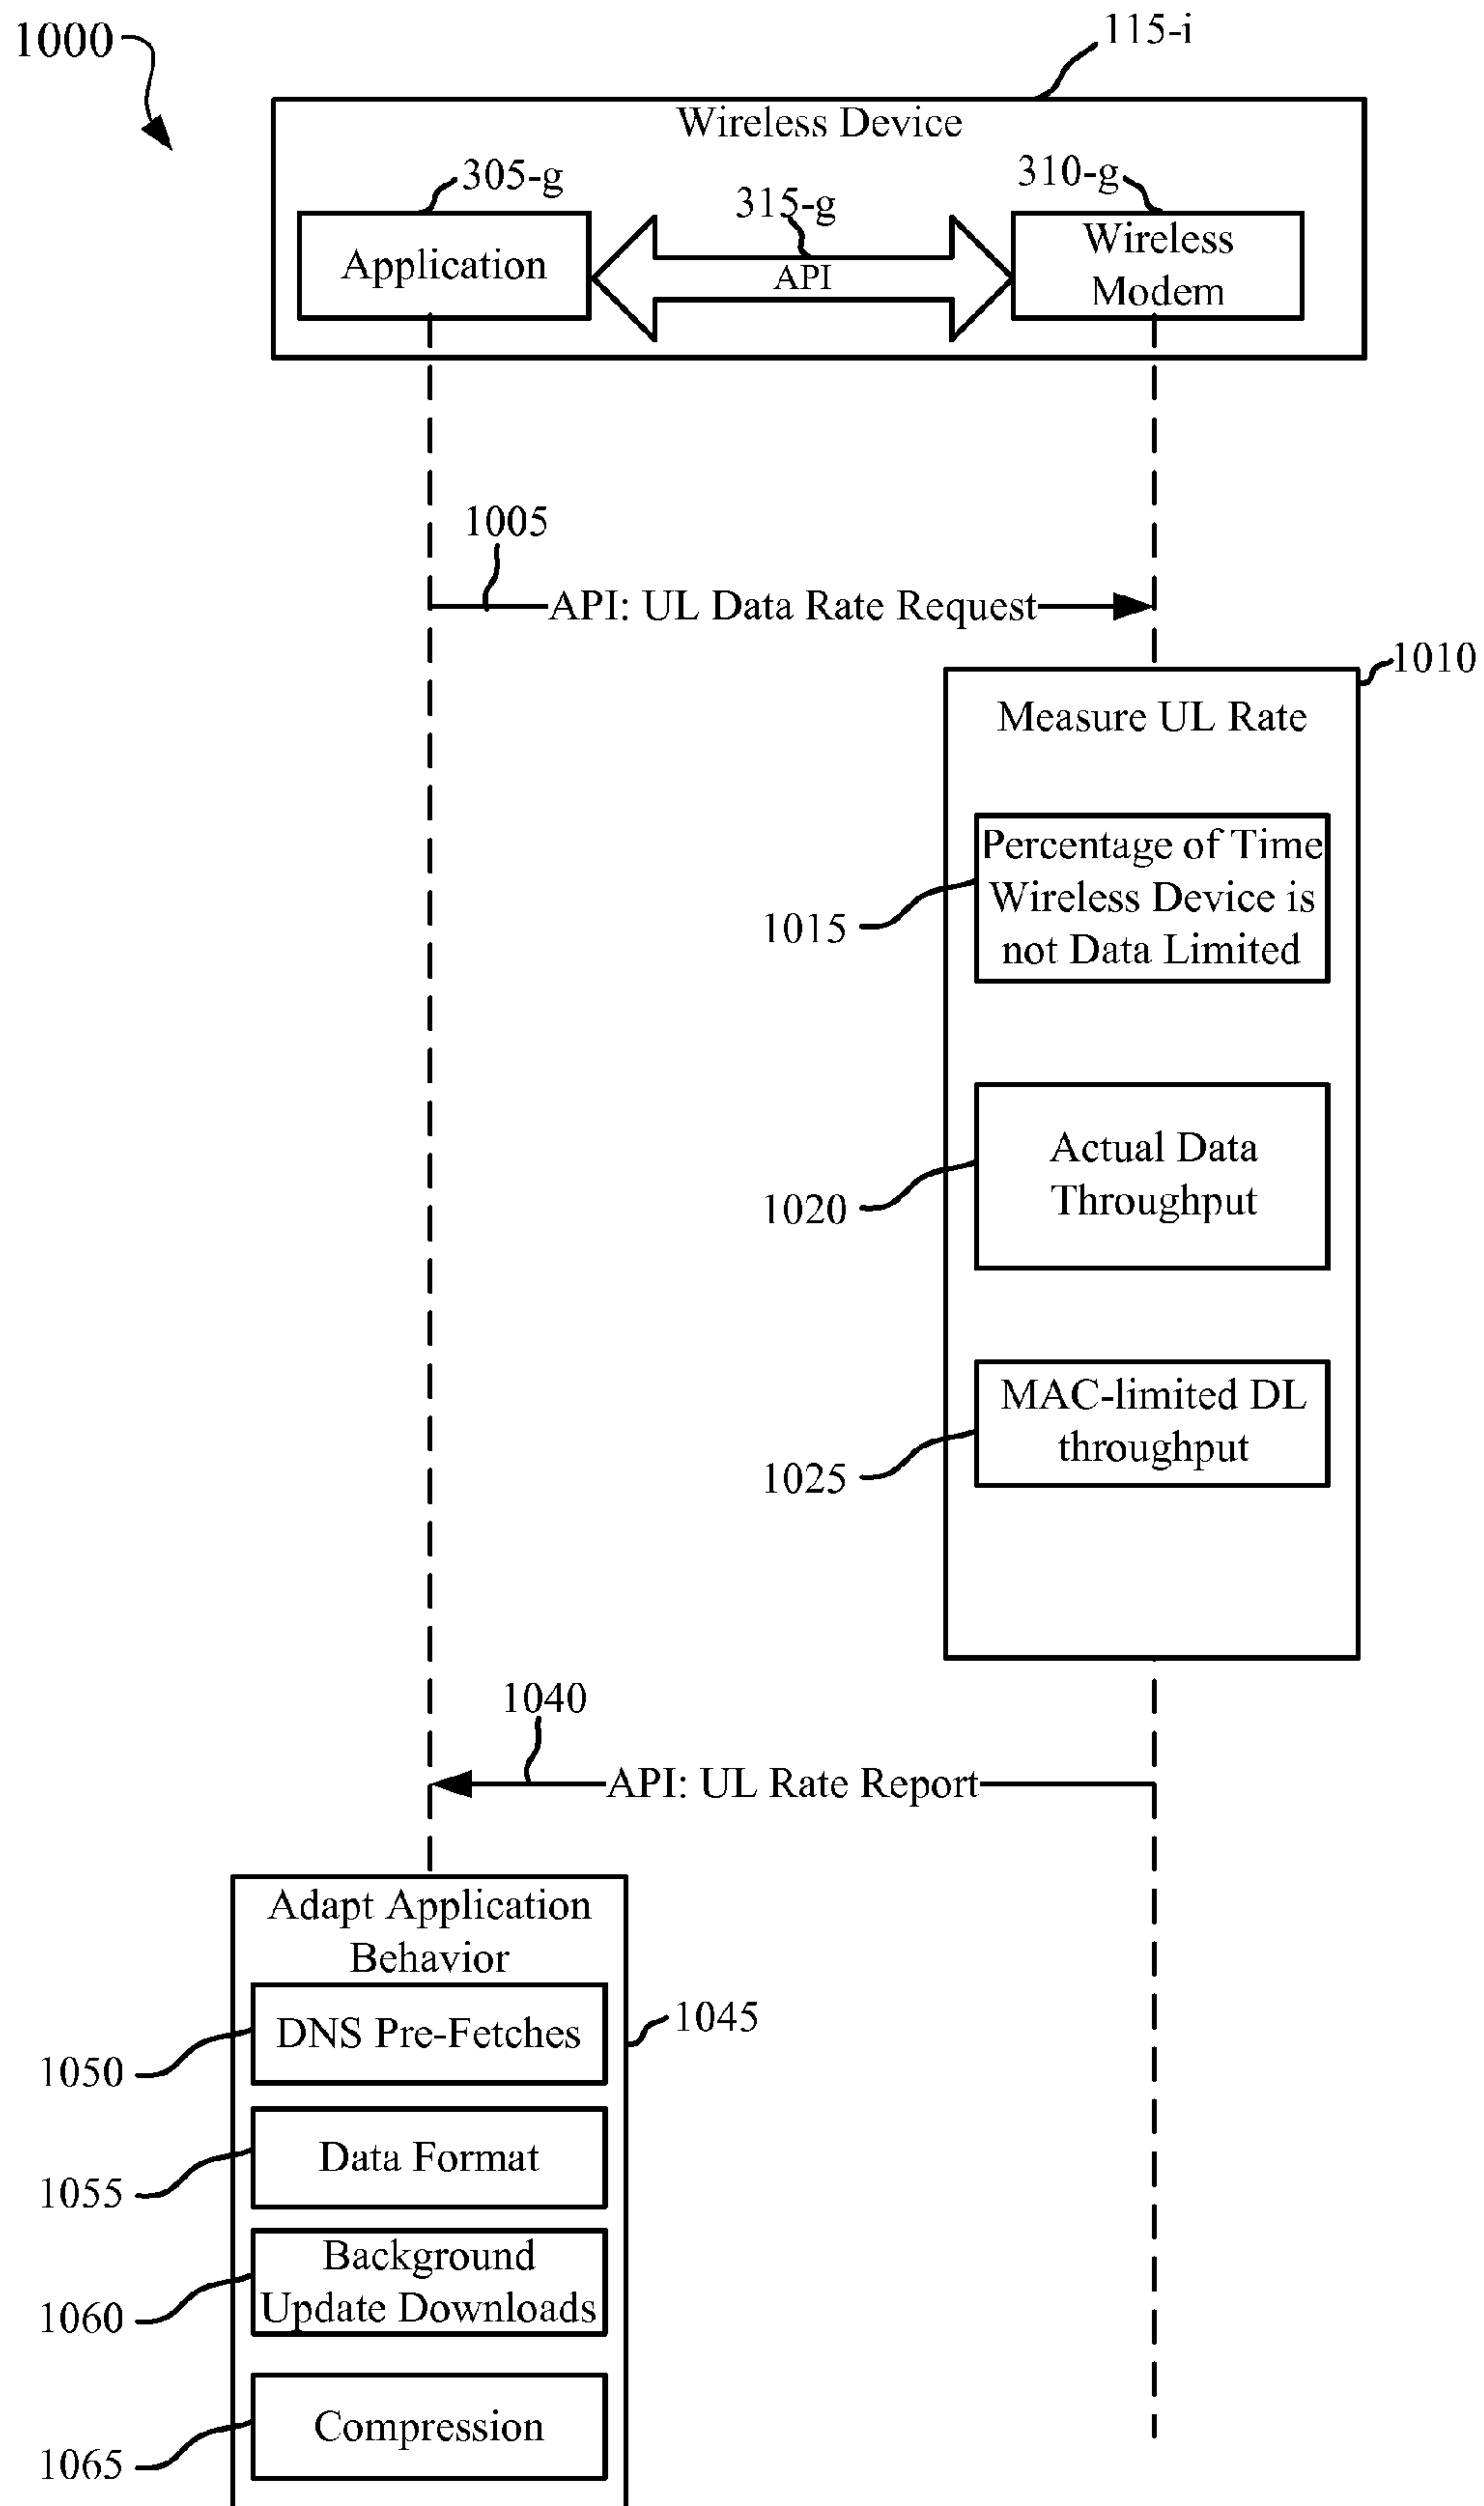 1000
115-i
Wireless Device
305-g
315-g
310-g
Application
API
Wireless
Modem
1005
API: UL Data Rate Request
1010
Measure UL Rate
Percentage of Time
Wireless Device is
not Data Limited
1015
Actual Data
Throughput
1020
MAC-limited DL
throughput
1025
1040
API: UL Rate Report
Adapt Application
Behavior
1045
DNS Pre-Fetches
1050
Data Format
1055
Background
Update Downloads
1060
Compression
1065